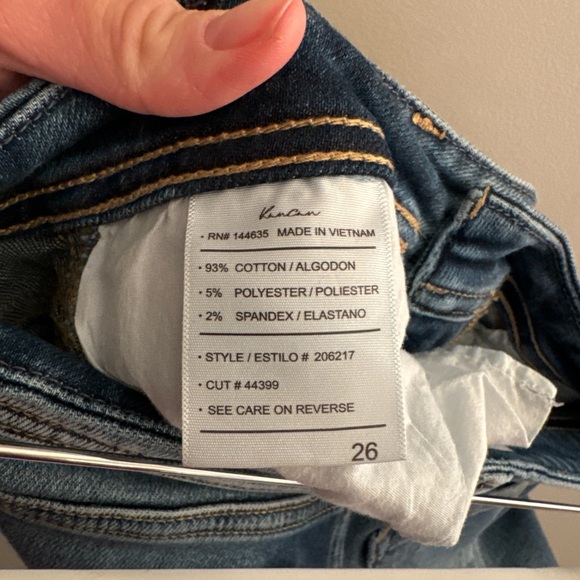 KanCan
• RN# 144635 MADE IN VIETNAM
• 93% COTTON / ALGODON
• 5% POLYESTER / POLIESTER
• 2% SPANDEX / ELASTANO
• STYLE / ESTILO # 206217
• CUT # 44399
• SEE CARE ON REVERSE
26